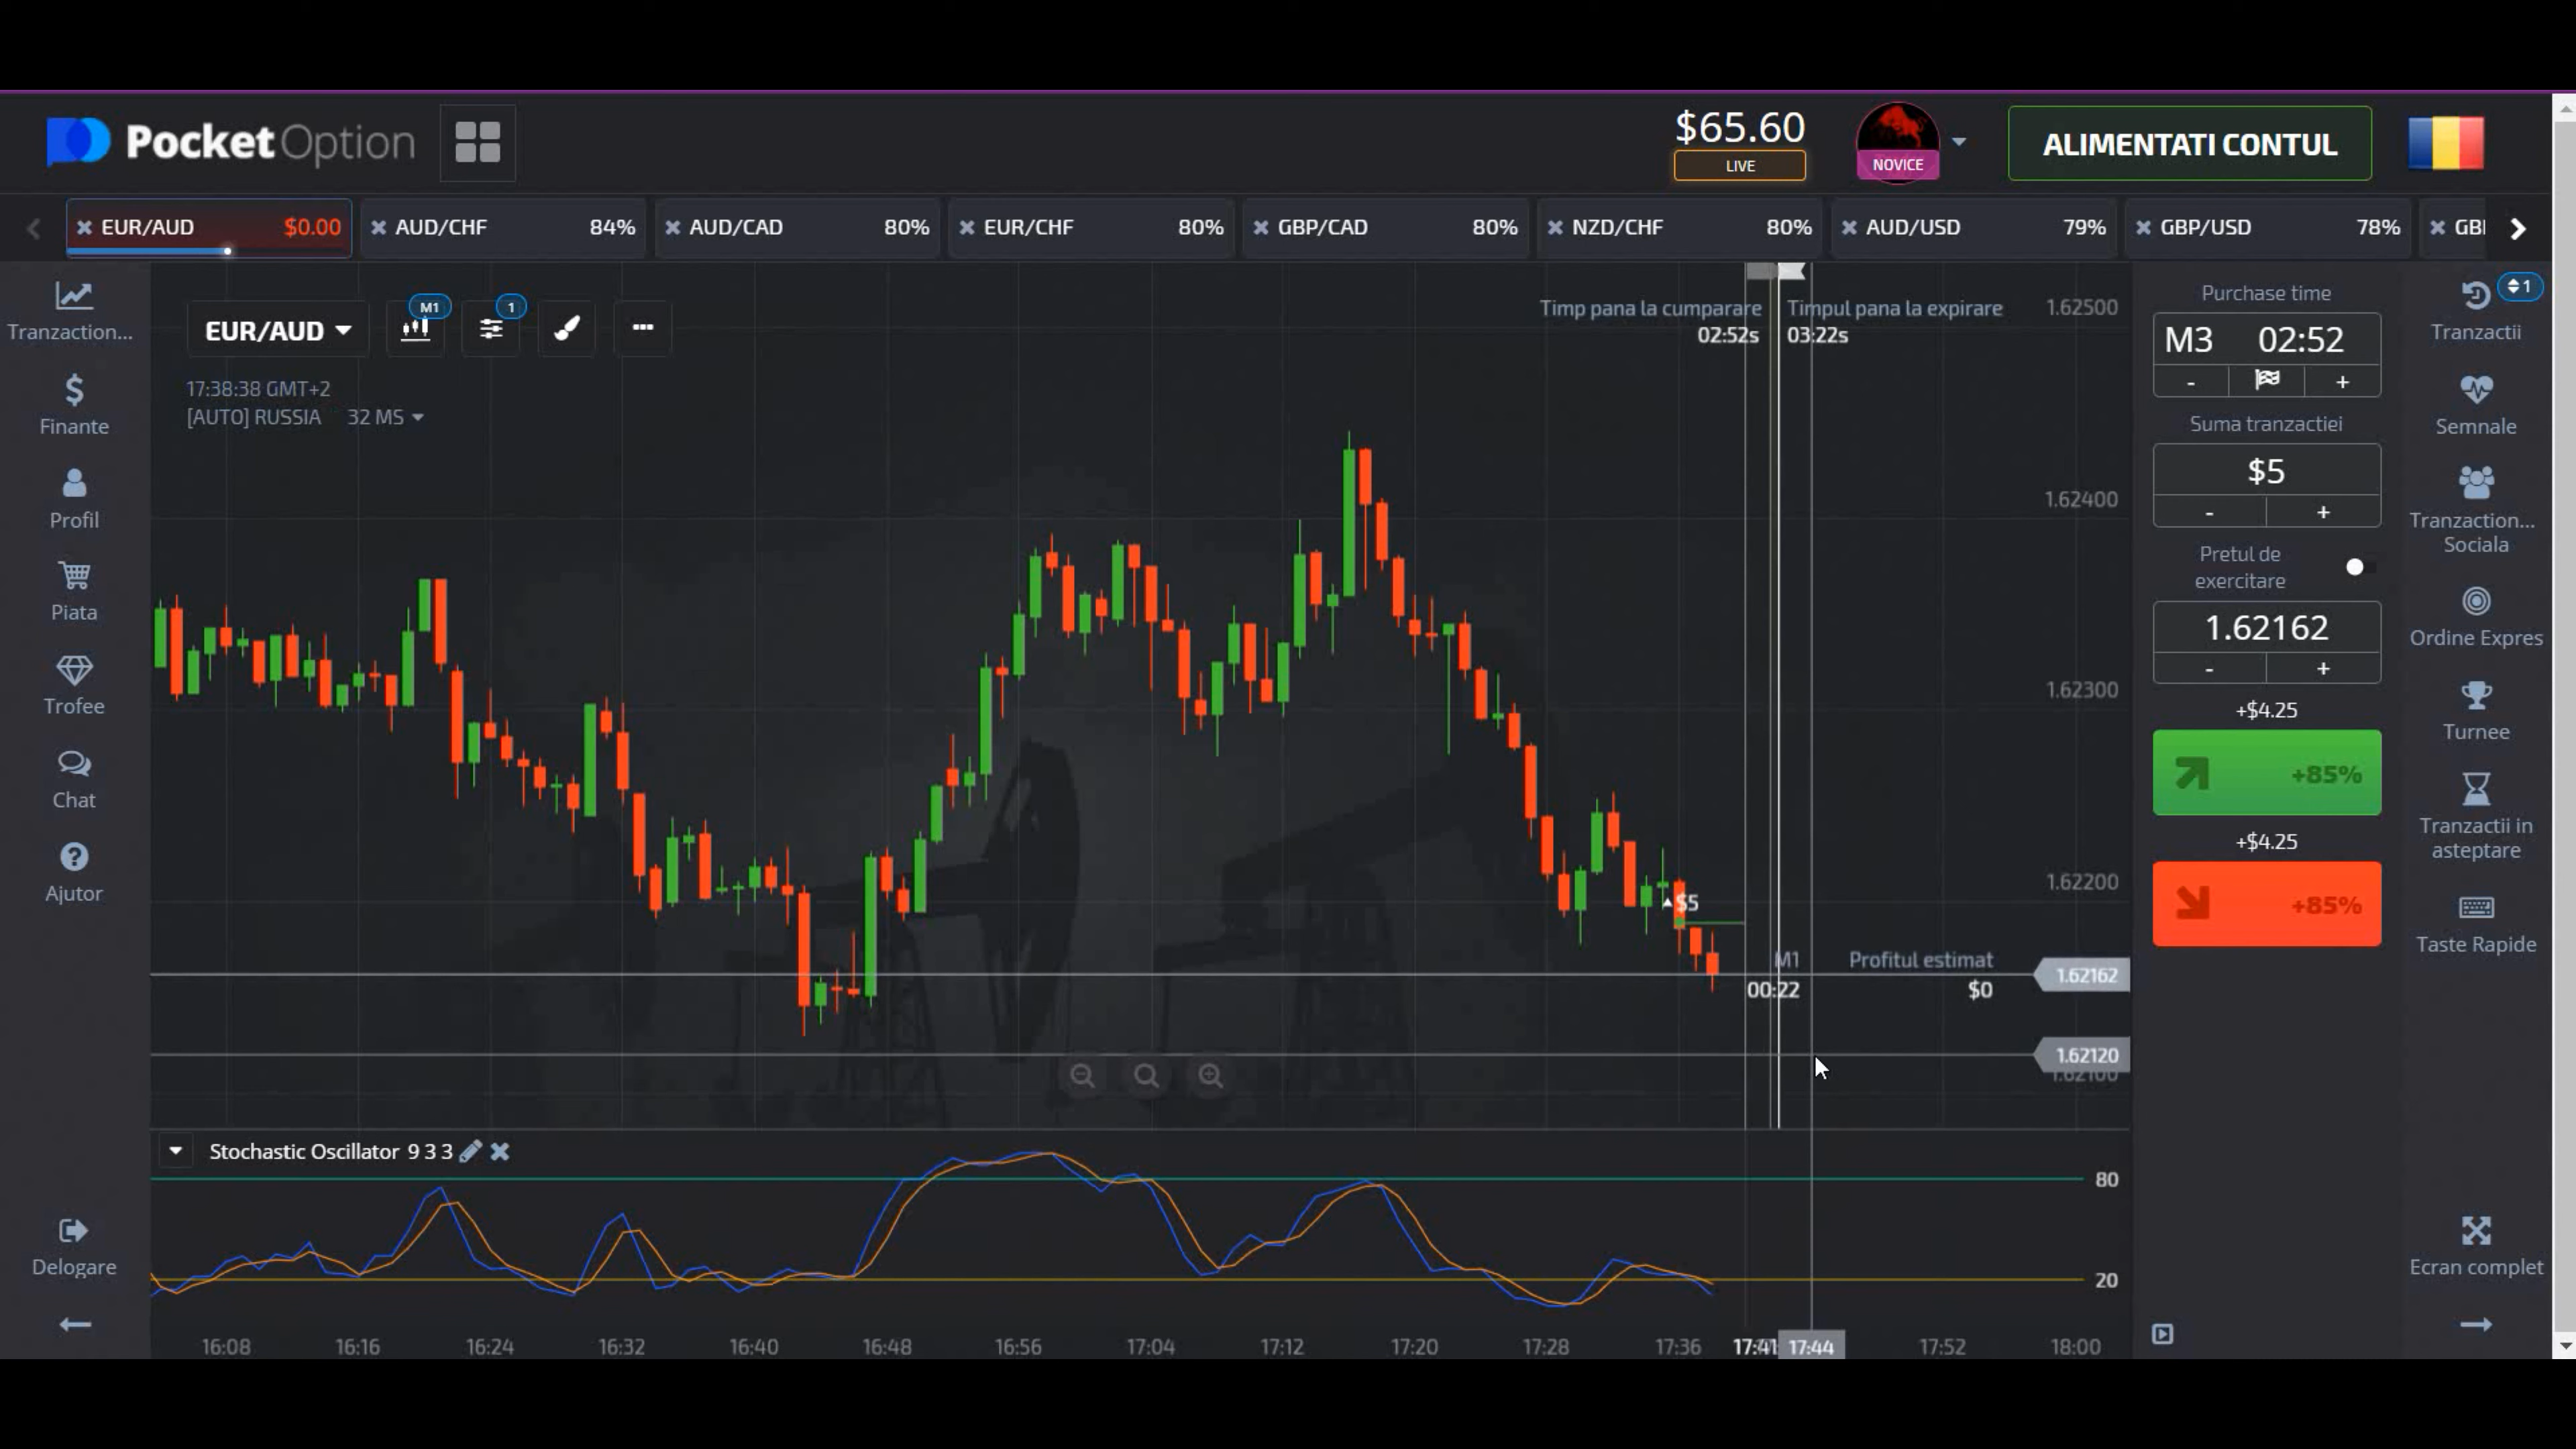 PocketOption
$65.60
LIVE
NOVICE
ALIMENTATI CONTUL
EUR/AUD $0.00
AUD/CHF 84%
AUD/CAD 80%
EUR/CHF 80%
GBP/CAD 80%
NZD/CHF 80%
AUD/USD 79%
GBP/USD 78%
GB
Tranzaction...
Finante
Profil
Piata
Trofee
Chat
Ajutor
Delogare
EUR/AUD
M1
1
17:38:38 GMT+2
[AUTO] RUSSIA 32 MS
Timp pana la cumparare
02:52s
Timpul pana la expirare
03:22s
1.62500
1.62400
1.62300
1.62200
$5
M1
00:22
Profitul estimat
$0
1.62162
1.62120
1.62100
Stochastic Oscillator 9 3 3
80
20
16:08 16:16 16:24 16:32 16:40 16:48 16:56 17:04 17:12 17:20 17:28 17:36 17:41 17:44 17:52 18:00
Purchase time
M3 02:52
- +
Suma tranzactiei
$5
- +
Pretul de
exercitare
1.62162
- +
+$4.25
+85%
+$4.25
+85%
1
Tranzactii
Semnale
Tranzaction...
Sociala
Ordine Expres
Turnee
Tranzactii in
asteptare
Taste Rapide
Ecran complet